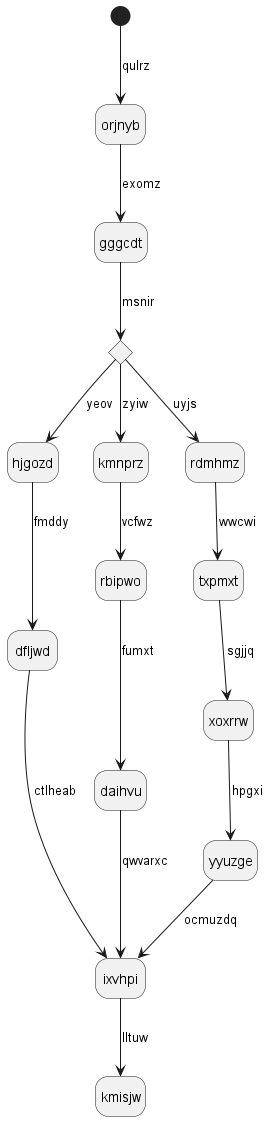 qulrz
orjnyb
exomz
gggcdt
msnir
yeov zyiw uyjs
hjgozd kmnprz rdmhmz
fmddy vcfwz wwcwi
rbipwo txpmxt
dfljwd fumxt sgjjq
xoxrrw
ctlheab daihvu hpgxi
qwvarxc yyuzge
ocmuzdq
ixvhpi
lltuw
kmisjw